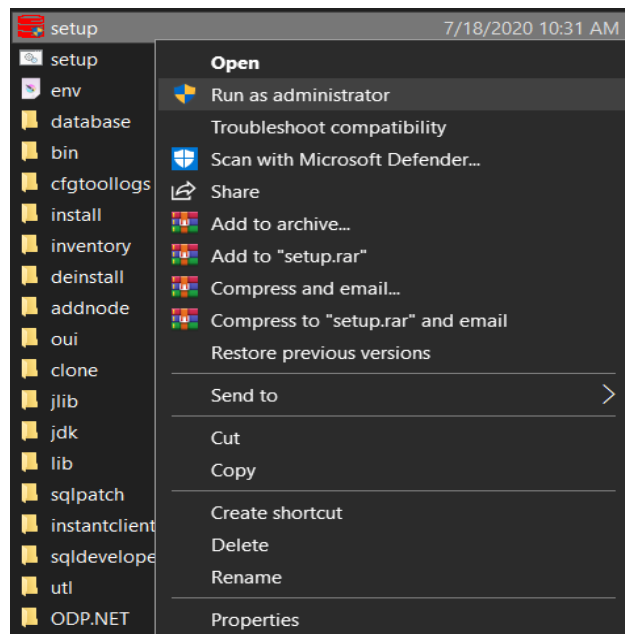 setup 7/18/2020 10:31 AM
setup
env
database
bin
cfgtoollogs
install
inventory
deinstall
addnode
oui
clone
jlib
jdk
lib
sqlpatch
instantclient
sqldevelope
utl
ODP.NET
Open
Run as administrator
Troubleshoot compatibility
Scan with Microsoft Defender...
Share
Add to archive...
Add to "setup.rar"
Compress and email...
Compress to "setup.rar" and email
Restore previous versions
Send to
Cut
Copy
Create shortcut
Delete
Rename
Properties